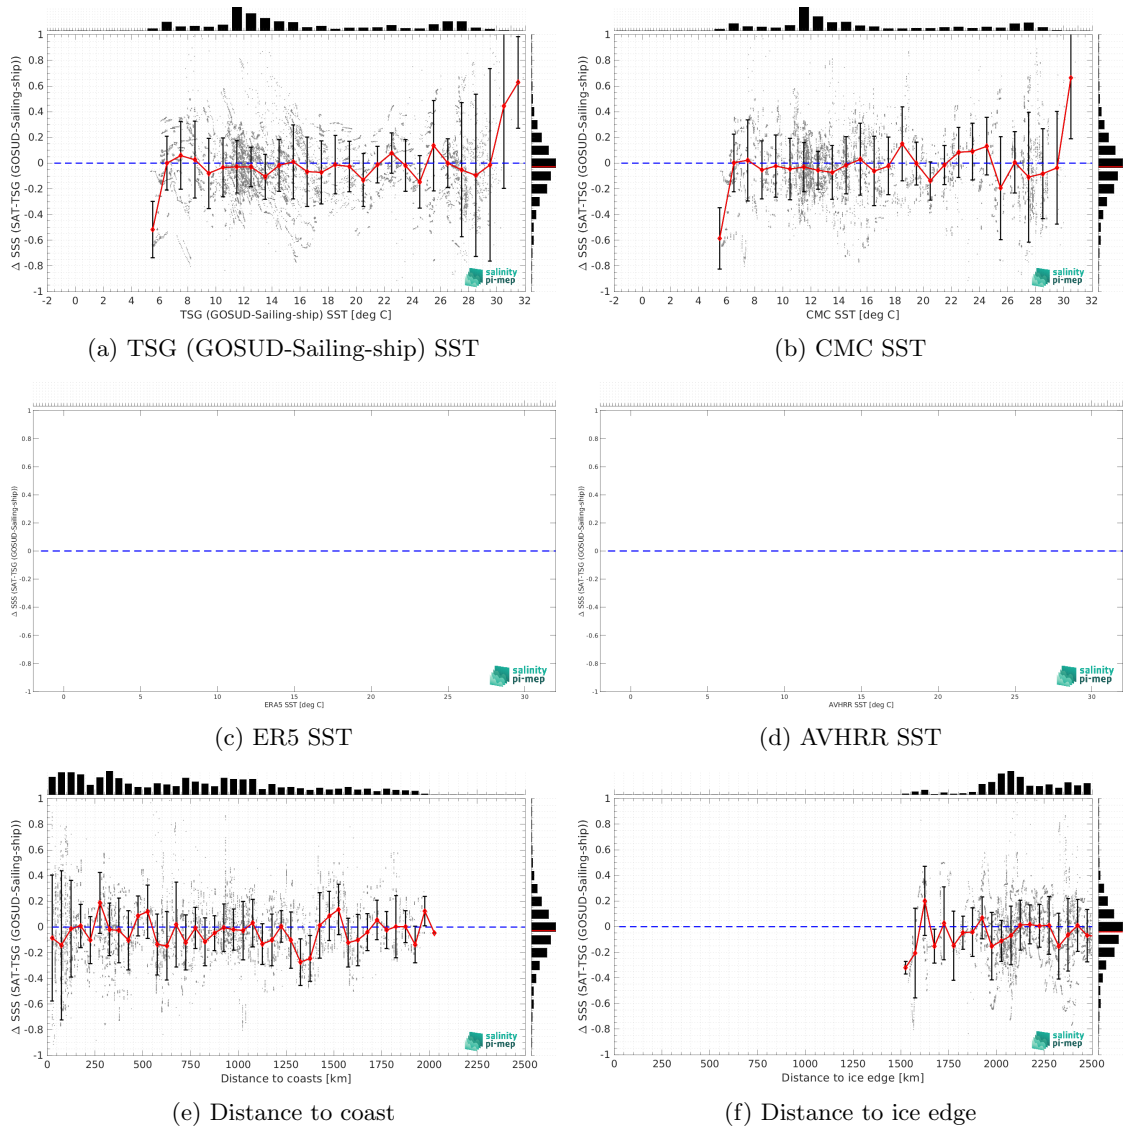 1
0.8
0.6
0.4
0.2
0
-0.2
-0.4
-0.6
-0.8
-1
Δ SSS (SAT-TSG (GOSUD-Sailing-ship))
-2 0 2 4 6 8 10 12 14 16 18 20 22 24 26 28 30 32
TSG (GOSUD-Sailing-ship) SST [deg C]
salinity
pi-mep
(a) TSG (GOSUD-Sailing-ship) SST
1
0.8
0.6
0.4
0.2
0
-0.2
-0.4
-0.6
-0.8
-1
Δ SSS (SAT-TSG (GOSUD-Sailing-ship))
-2 0 2 4 6 8 10 12 14 16 18 20 22 24 26 28 30 32
CMC SST [deg C]
salinity
pi-mep
(b) CMC SST
1
0.8
0.6
0.4
0.2
0
-0.2
-0.4
-0.6
-0.8
-1
Δ SSS (SAT-TSG (GOSUD-Sailing-ship))
0 5 10 15 20 25 30
ERA5 SST [deg C]
salinity
pi-mep
(c) ER5 SST
1
0.8
0.6
0.4
0.2
0
-0.2
-0.4
-0.6
-0.8
-1
Δ SSS (SAT-TSG (GOSUD-Sailing-ship))
0 5 10 15 20 25 30
AVHRR SST [deg C]
salinity
pi-mep
(d) AVHRR SST
1
0.8
0.6
0.4
0.2
0
-0.2
-0.4
-0.6
-0.8
-1
Δ SSS (SAT-TSG (GOSUD-Sailing-ship))
0 250 500 750 1000 1250 1500 1750 2000 2250 2500
Distance to coasts [km]
salinity
pi-mep
(e) Distance to coast
1
0.8
0.6
0.4
0.2
0
-0.2
-0.4
-0.6
-0.8
-1
Δ SSS (SAT-TSG (GOSUD-Sailing-ship))
0 250 500 750 1000 1250 1500 1750 2000 2250 2500
Distance to ice edge [km]
salinity
pi-mep
(f) Distance to ice edge